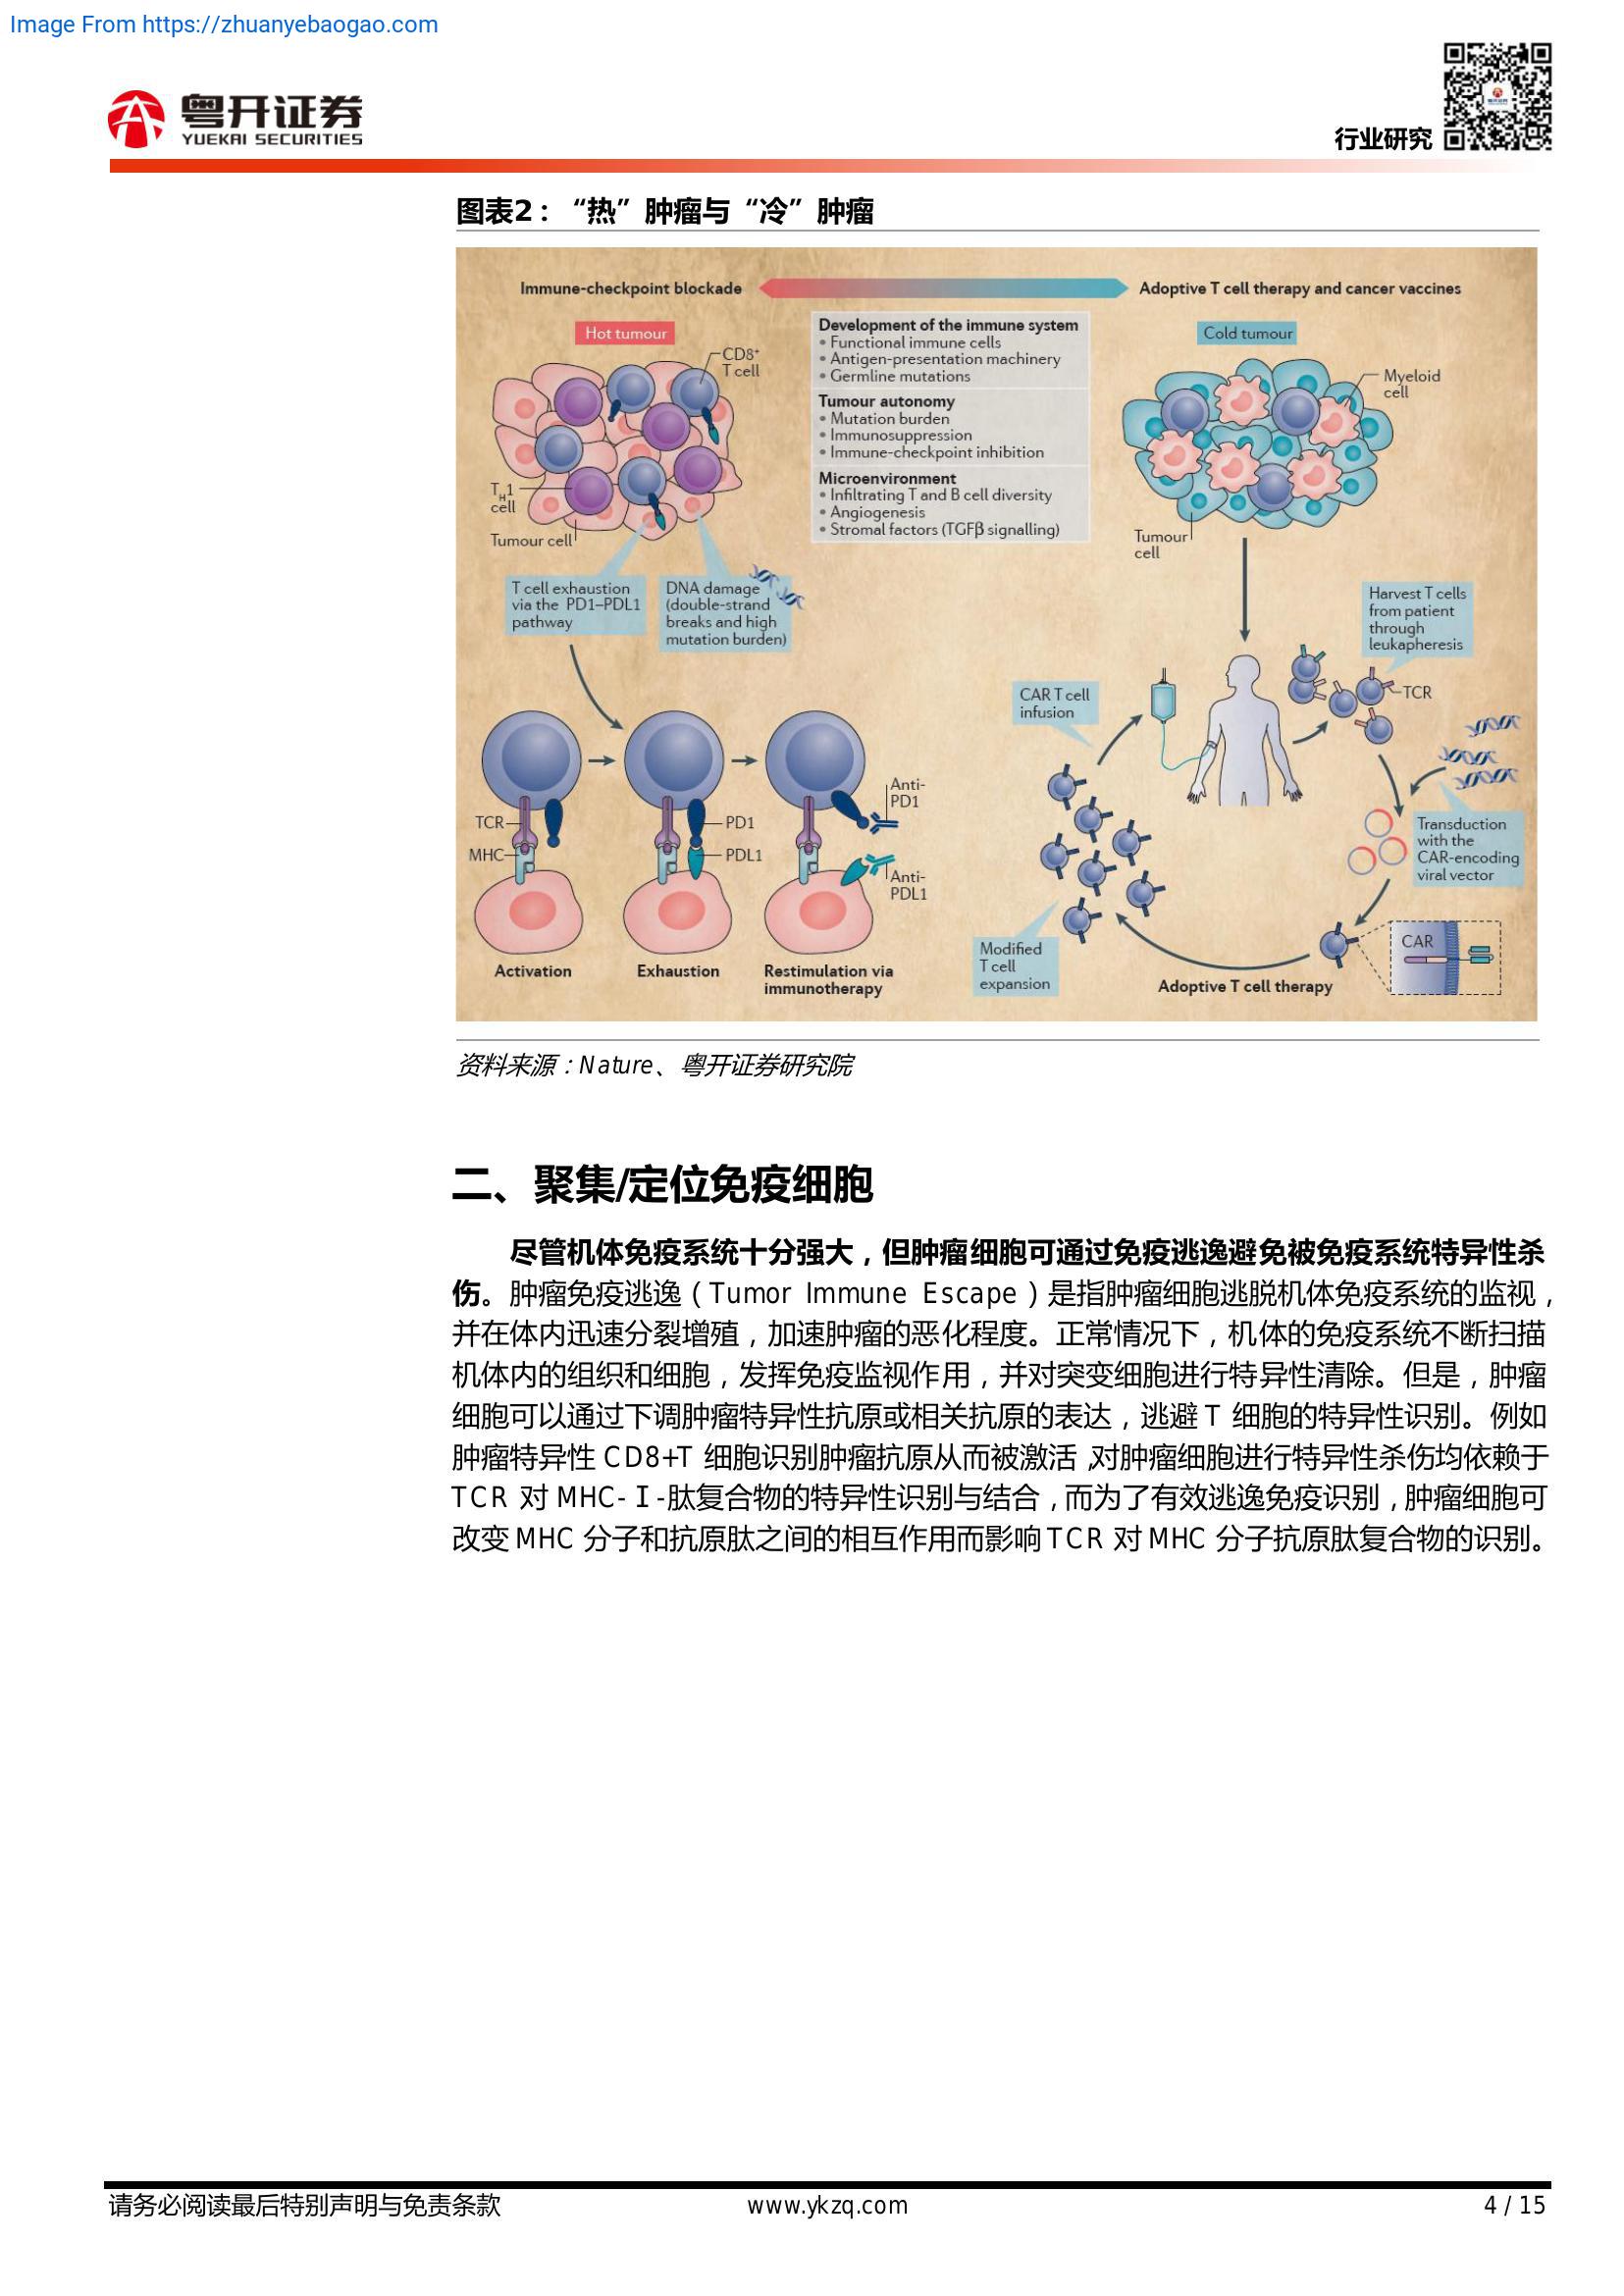 Image From https://zhuanyebaogao.com
粤开证券
YUEKAI SECURITIES
行业研究
图表2：“热”肿瘤与“冷”肿瘤
Immune-checkpoint blockade
Adoptive T cell therapy and cancer vaccines
Hot tumour
CD8+
T cell
TH1
cell
Tumour cell
Development of the immune system
• Functional immune cells
• Antigen-presentation machinery
• Germline mutations
Tumour autonomy
• Mutation burden
• Immunosuppression
• Immune-checkpoint inhibition
Microenvironment
• Infiltrating T and B cell diversity
• Angiogenesis
• Stromal factors (TGFβ signalling)
Cold tumour
Myeloid
cell
Tumour
cell
T cell exhaustion
via the PD1–PDL1
pathway
DNA damage
(double-strand
breaks and high
mutation burden)
Harvest T cells
from patient
through
leukapheresis
TCR
CAR T cell
infusion
Anti-
PD1
TCR
PD1
MHC
PDL1
Anti-
PDL1
Transduction
with the
CAR-encoding
viral vector
CAR
Modified
T cell
expansion
Adoptive T cell therapy
Activation
Exhaustion
Restimulation via
immunotherapy
资料来源：Nature、粤开证券研究院
二、聚集/定位免疫细胞
尽管机体免疫系统十分强大，但肿瘤细胞可通过免疫逃逸避免被免疫系统特异性杀
伤。肿瘤免疫逃逸（Tumor Immune Escape）是指肿瘤细胞逃脱机体免疫系统的监视，
并在体内迅速分裂增殖，加速肿瘤的恶化程度。正常情况下，机体的免疫系统不断扫描
机体内的组织和细胞，发挥免疫监视作用，并对突变细胞进行特异性清除。但是，肿瘤
细胞可以通过下调肿瘤特异性抗原或相关抗原的表达，逃避 T 细胞的特异性识别。例如
肿瘤特异性 CD8+T 细胞识别肿瘤抗原从而被激活，对肿瘤细胞进行特异性杀伤均依赖于
TCR 对 MHC-Ⅰ-肽复合物的特异性识别与结合，而为了有效逃逸免疫识别，肿瘤细胞可
改变 MHC 分子和抗原肽之间的相互作用而影响 TCR 对 MHC 分子抗原肽复合物的识别。
请务必阅读最后特别声明与免责条款
www.ykzq.com
4 / 15